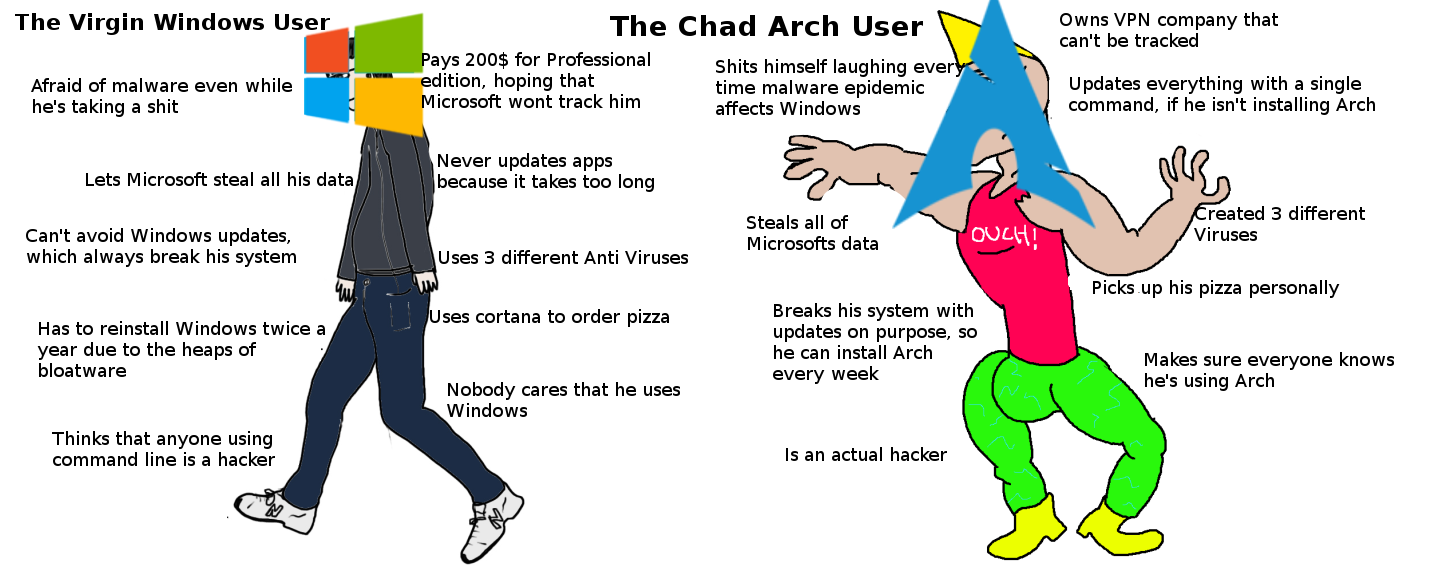 The Virgin Windows User
Pays 200$ for Professional
edition, hoping that
Microsoft wont track him
Afraid of malware even while
he's taking a shit
Never updates apps
because it takes too long
Lets Microsoft steal all his data
Can't avoid Windows updates,
which always break his system
Uses 3 different Anti Viruses
Uses cortana to order pizza
Has to reinstall Windows twice a
year due to the heaps of
bloatware
Nobody cares that he uses
Windows
Thinks that anyone using
command line is a hacker
The Chad Arch User
Owns VPN company that
can't be tracked
Shits himself laughing every
time malware epidemic
affects Windows
Updates everything with a single
command, if he isn't installing Arch
Steals all of
Microsofts data
OUCH!
Created 3 different
Viruses
Picks up his pizza personally
Breaks his system with
updates on purpose, so
he can install Arch
every week
Makes sure everyone knows
he's using Arch
Is an actual hacker